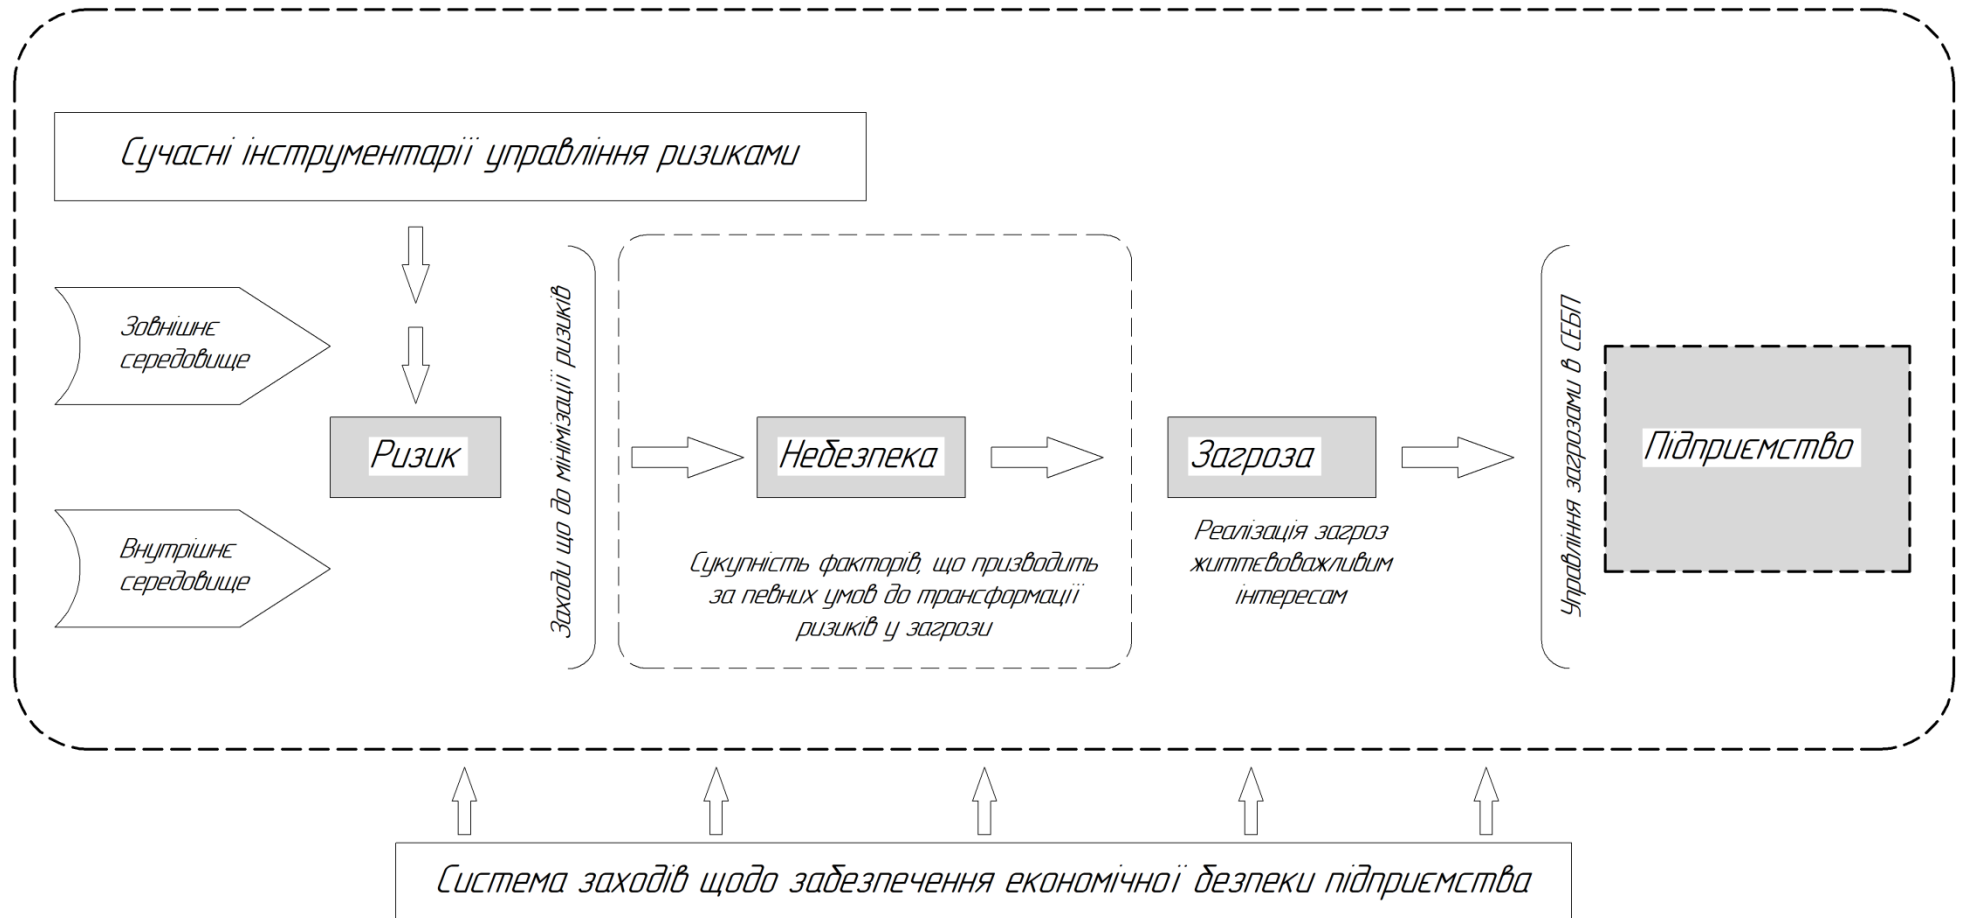 Сучасні інструментарії управління ризиками
Зовнішнє
середовище
Ризик
Внутрішнє
середовище
Заходи що до мінімізації ризиків
Небезпека
Сукупність факторів, що призводить
за певних умов до трансформації
ризиків у загрози
Загроза
Реалізація загроз
життєвоважливим
інтересам
Управління загрозами в СЕБП
Підприємство
Система заходів щодо забезпечення економічної безпеки підприємства